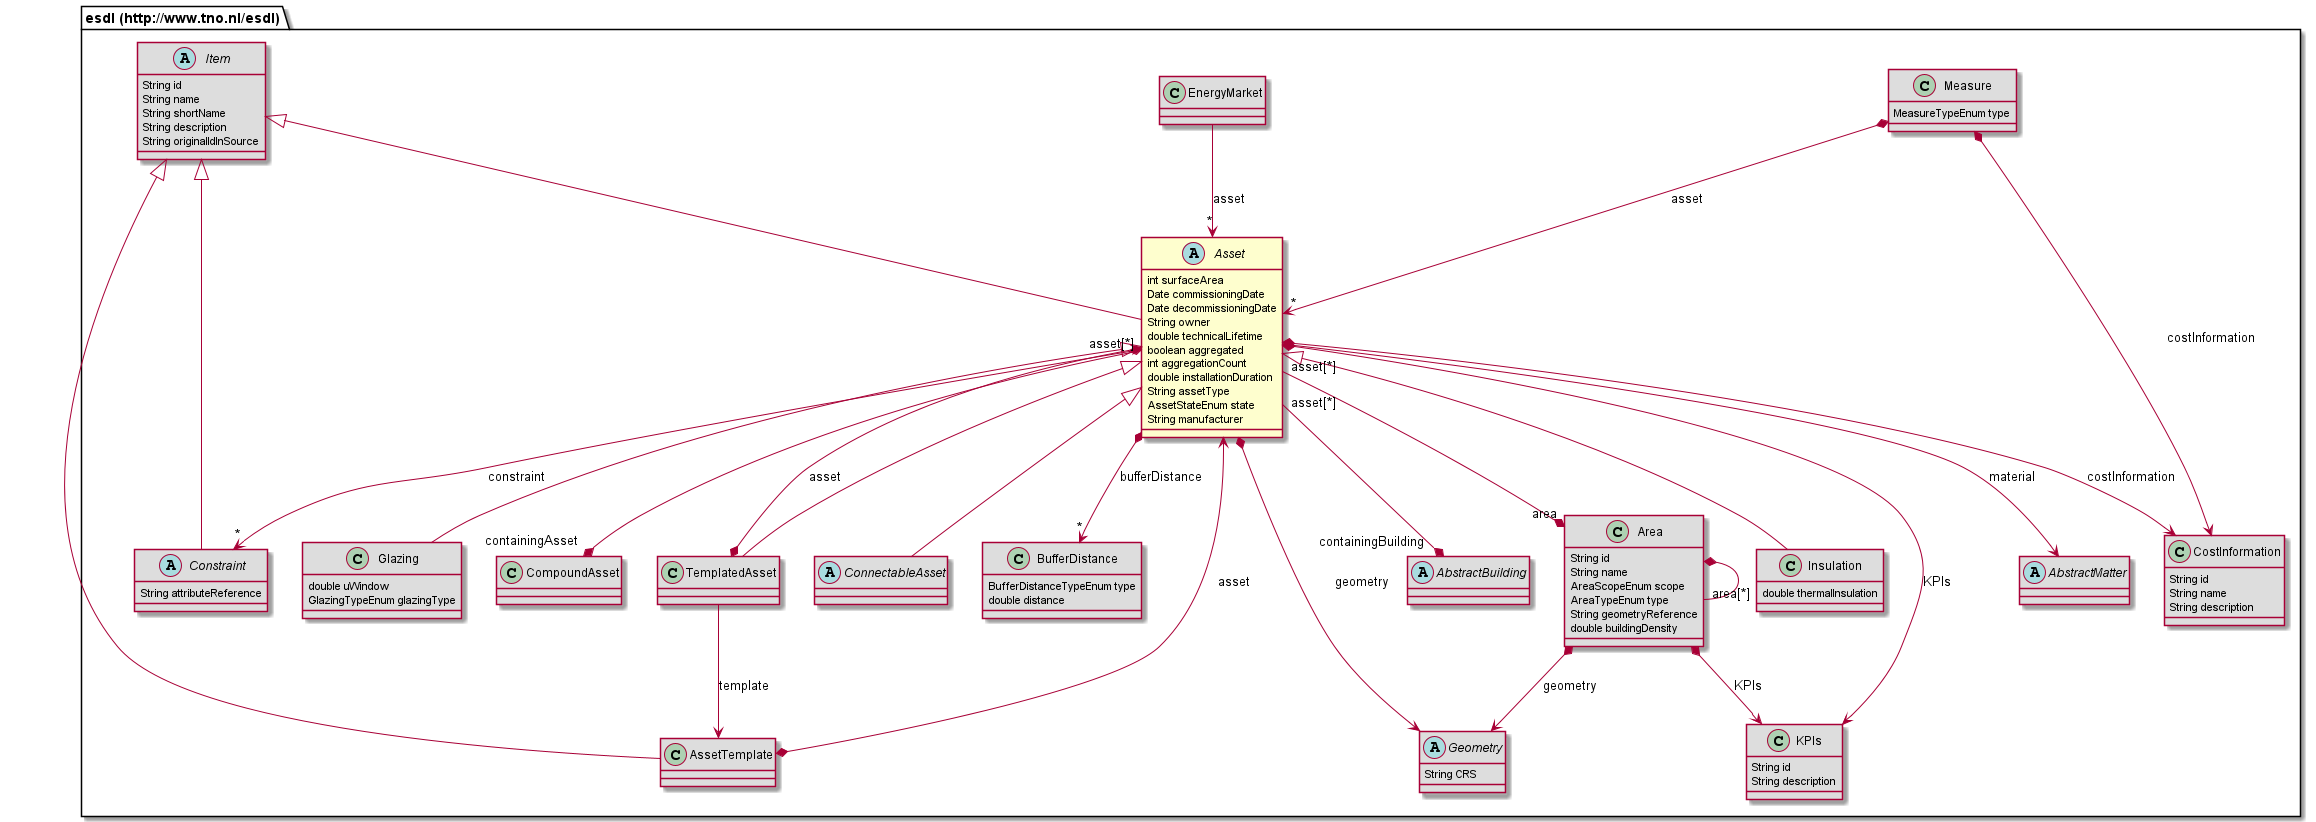 esdl (http://www.tno.nl/esdl)
A Item
String id
String name
String shortName
String description
String originalIdInSource
C EnergyMarket
C Measure
MeasureTypeEnum type
asset
*
asset
*
costInformation
A Asset
int surfaceArea
Date commissioningDate
Date decommissioningDate
String owner
double technicalLifetime
boolean aggregated
int aggregationCount
double installationDuration
String assetType
AssetStateEnum state
String manufacturer
asset[*]
asset[*]
asset[*]
constraint
*
asset
containingAsset
bufferDistance
*
containingBuilding
area
material
costInformation
A Constraint
String attributeReference
C Glazing
double uWindow
GlazingTypeEnum glazingType
C CompoundAsset
C TemplatedAsset
A ConnectableAsset
C BufferDistance
BufferDistanceTypeEnum type
double distance
asset
geometry
A AbstractBuilding
C Area
String id
String name
AreaScopeEnum scope
AreaTypeEnum type
String geometryReference
double buildingDensity
area[*]
C Insulation
double thermalInsulation
KPIs
A AbstractMatter
C CostInformation
String id
String name
String description
template
geometry
KPIs
C AssetTemplate
A Geometry
String CRS
C KPIs
String id
String description